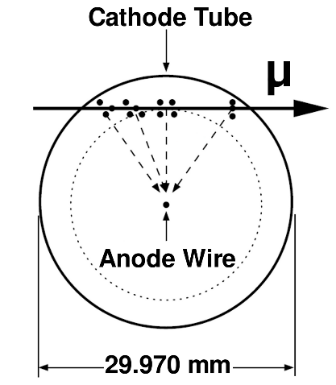 Cathode Tube
μ
Anode Wire
29.970 mm